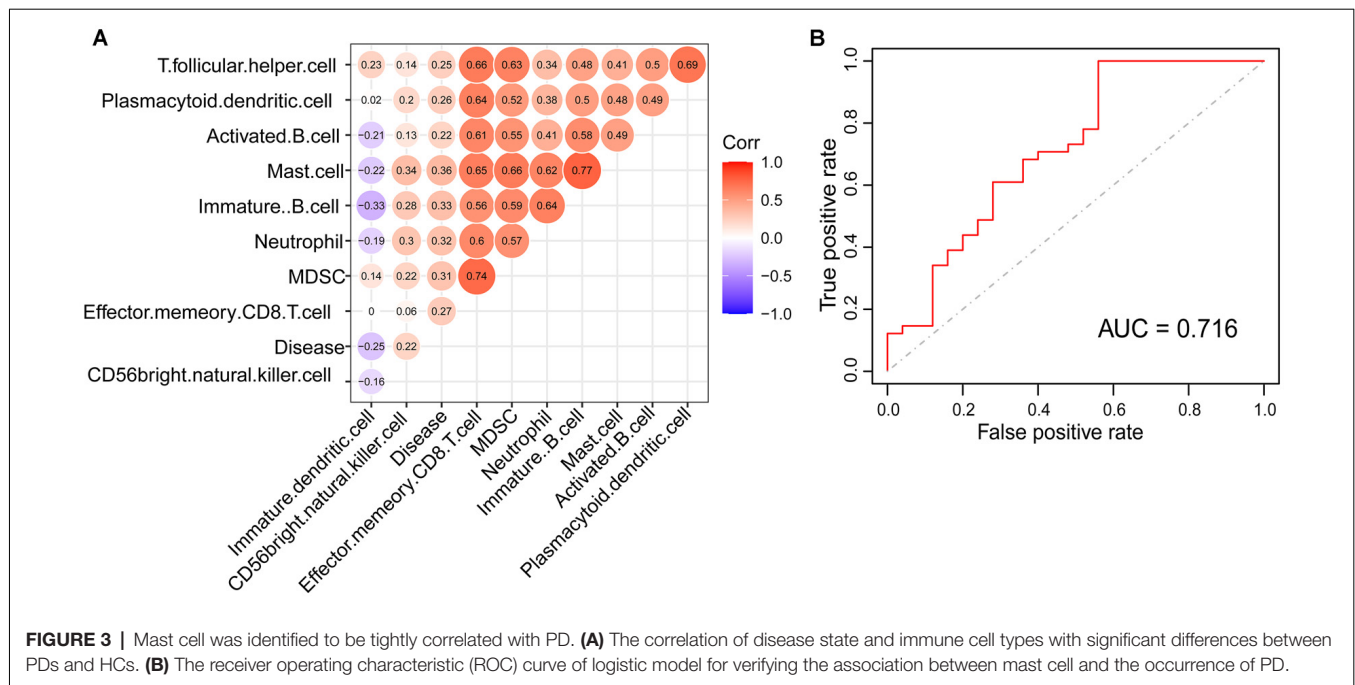 A
T.follicular.helper.cell 0.23 0.14 0.25 0.66 0.63 0.34 0.48 0.41 0.5 0.69
Plasmacytoid.dendritic.cell 0.02 0.2 0.26 0.64 0.52 0.38 0.5 0.48 0.49
Activated.B.cell −0.21 0.13 0.22 0.61 0.55 0.41 0.58 0.49
Mast.cell −0.22 0.34 0.36 0.65 0.66 0.62 0.77
Immature..B.cell −0.33 0.28 0.33 0.56 0.59 0.64
Neutrophil −0.19 0.3 0.32 0.6 0.57
MDSC 0.14 0.22 0.31 0.74
Effector.memeory.CD8.T.cell 0 0.06 0.27
Disease −0.25 0.22
CD56bright.natural.killer.cell −0.16
Immature.dendritic.cell
CD56bright.natural.killer.cell
Disease
Effector.memeory.CD8.T.cell
MDSC
Neutrophil
Immature..B.cell
Mast.cell
Activated.B.cell
Plasmacytoid.dendritic.cell
Corr
1.0
0.5
0.0
−0.5
−1.0
B
True positive rate
1.0
0.8
0.6
0.4
0.2
0.0
AUC = 0.716
0.0 0.2 0.4 0.6 0.8 1.0
False positive rate
FIGURE 3 | Mast cell was identified to be tightly correlated with PD. (A) The correlation of disease state and immune cell types with significant differences between
PDs and HCs. (B) The receiver operating characteristic (ROC) curve of logistic model for verifying the association between mast cell and the occurrence of PD.